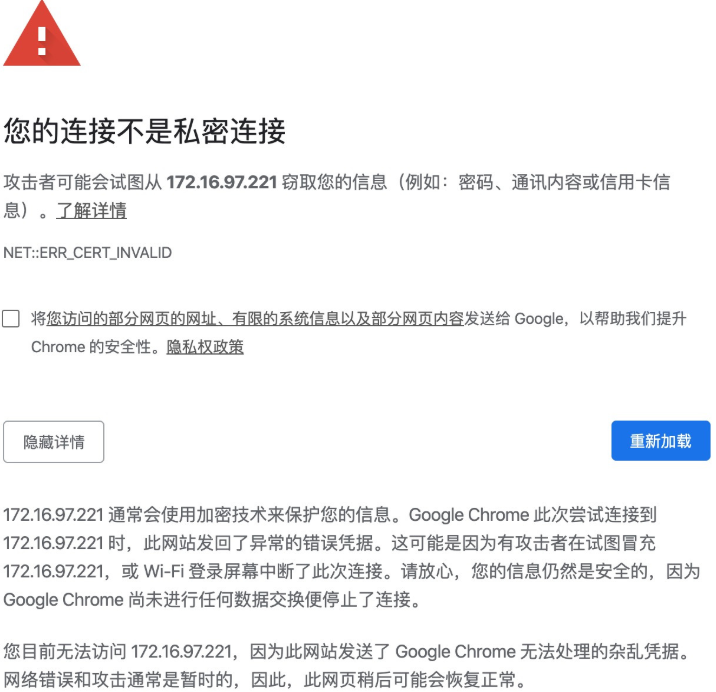 您的连接不是私密连接
攻击者可能会试图从 172.16.97.221 窃取您的信息（例如：密码、通讯内容或信用卡信
息）。了解详情
NET::ERR_CERT_INVALID
将您访问的部分网页的网址、有限的系统信息以及部分网页内容发送给 Google，以帮助我们提升
Chrome 的安全性。隐私权政策
隐藏详情
重新加载
172.16.97.221 通常会使用加密技术来保护您的信息。Google Chrome 此次尝试连接到
172.16.97.221 时，此网站发回了异常的错误凭据。这可能是因为有攻击者在试图冒充
172.16.97.221，或 Wi-Fi 登录屏幕中断了此次连接。请放心，您的信息仍然是安全的，因为
Google Chrome 尚未进行任何数据交换便停止了连接。
您目前无法访问 172.16.97.221，因为此网站发送了 Google Chrome 无法处理的杂乱凭据。
网络错误和攻击通常是暂时的，因此，此网页稍后可能会恢复正常。